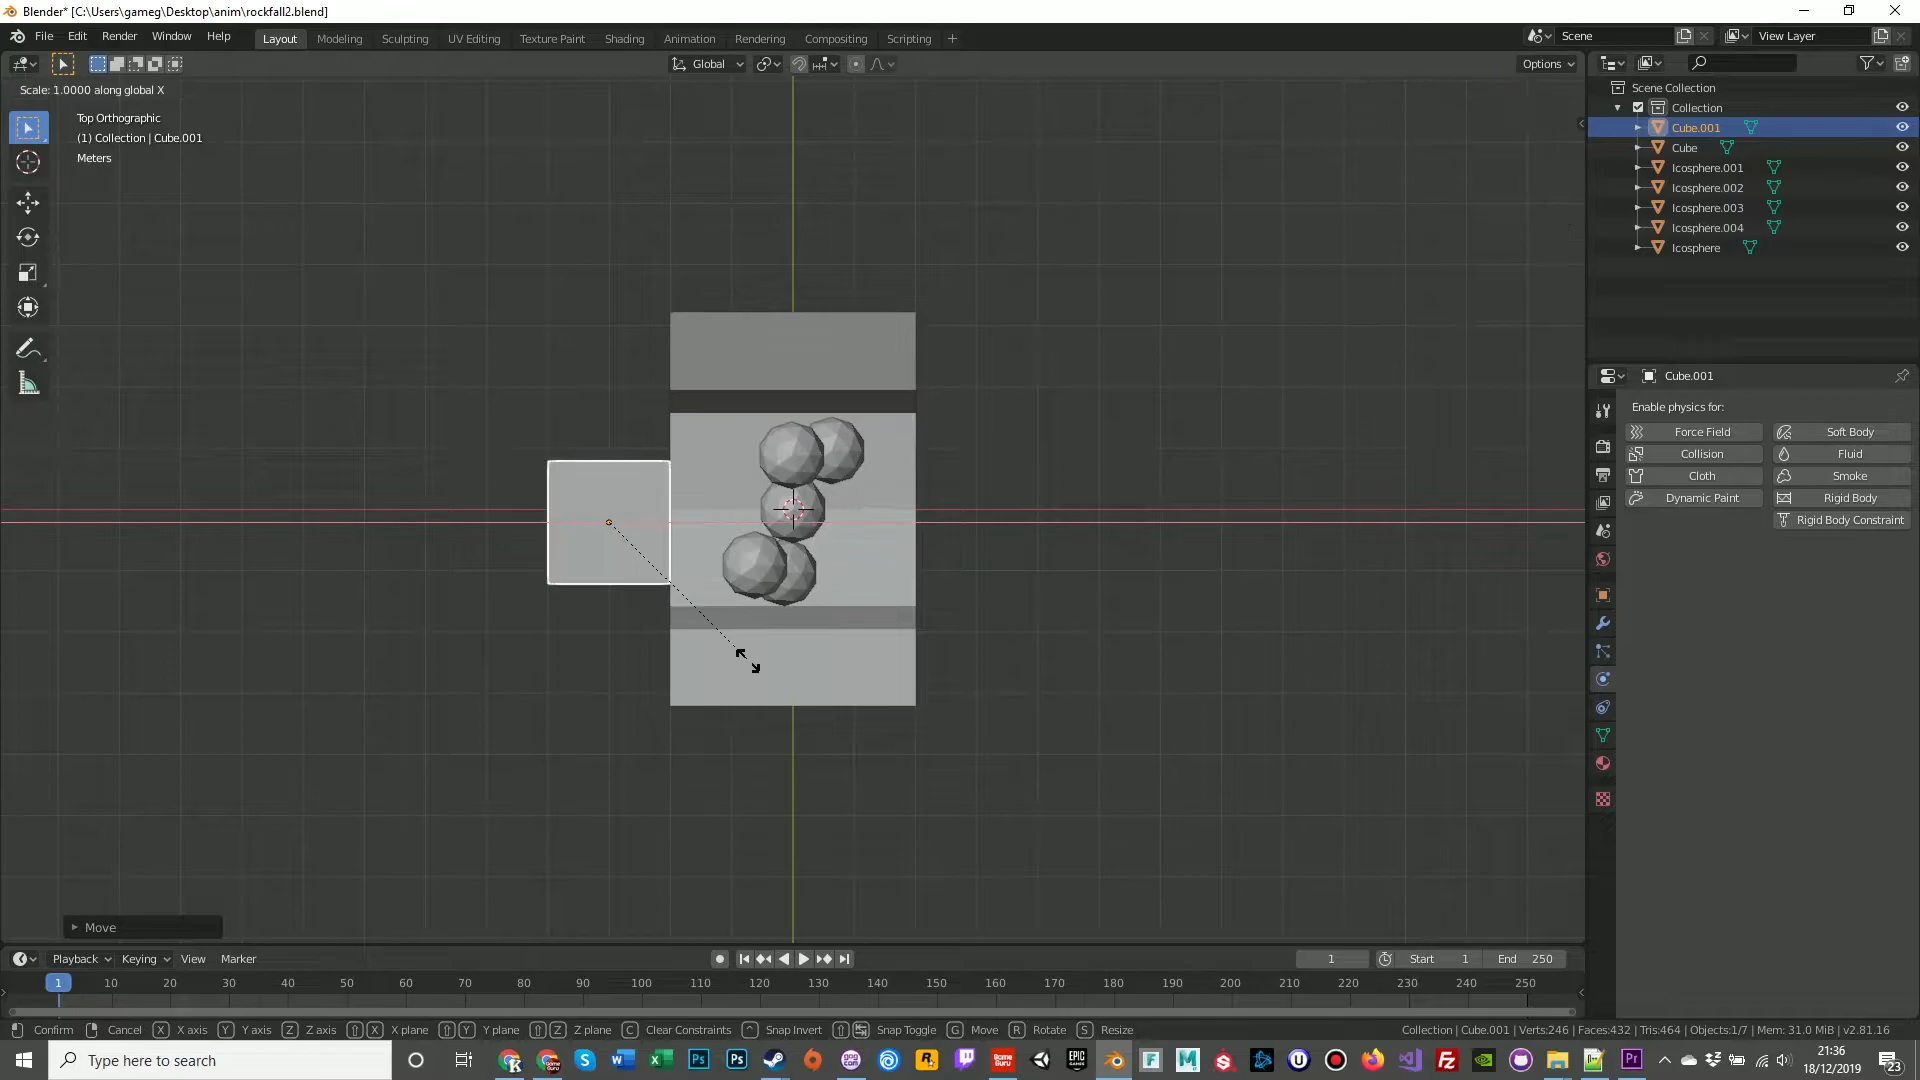 Blender* [C:\Users\gameg\Desktop\anim\rockfall2.blend]
File Edit Render Window Help Layout Modeling Sculpting UV Editing Texture Paint Shading Animation Rendering Compositing Scripting + Scene View Layer
Global Options
Scale: 1.0000 along global X
Top Orthographic
(1) Collection | Cube.001
Meters
Scene Collection
Collection
Cube.001
Cube
Icosphere.001
Icosphere.002
Icosphere.003
Icosphere.004
Icosphere
Cube.001
Enable physics for:
Force Field Soft Body
Collision Fluid
Cloth Smoke
Dynamic Paint Rigid Body
Rigid Body Constraint
Move
Playback Keying View Marker 1 Start 1 End 250
1 10 20 30 40 50 60 70 80 90 100 110 120 130 140 150 160 170 180 190 200 210 220 230 240 250
Confirm Cancel X X axis Y Y axis Z Z axis X X plane Y Y plane Z Z plane C Clear Constraints ^ Snap Invert Snap Toggle G Move R Rotate S Resize Collection | Cube.001 | Verts:246 | Faces:432 | Tris:464 | Objects:1/7 | Mem: 31.0 MiB | v2.81.16
Type here to search
21:36
18/12/2019
23